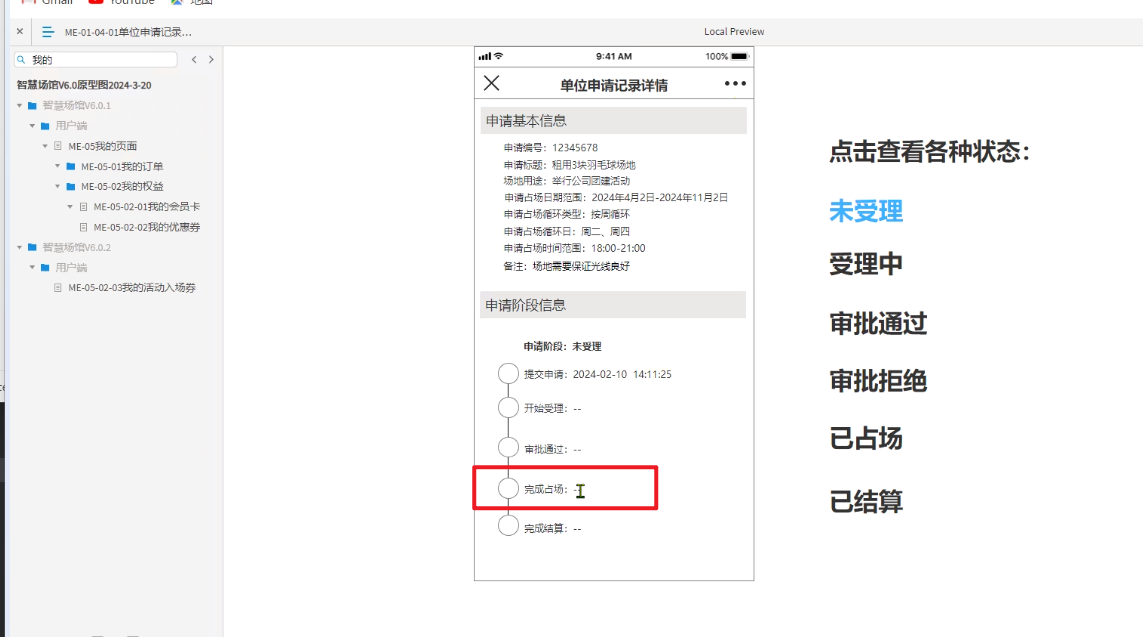 Gmail
YouTube
地图
ME-01-04-01单位申请记录...
Local Preview
我的
智慧场馆V6.0原型图2024-3-20
智慧场馆V6.0.1
用户端
ME-05我的页面
ME-05-01我的订单
ME-05-02我的权益
ME-05-02-01我的会员卡
ME-05-02-02我的优惠券
智慧场馆V6.0.2
用户端
ME-05-02-03我的活动入场券
9:41 AM
100%
单位申请记录详情
申请基本信息
申请编号：12345678
申请标题：租用3块羽毛球场地
场地用途：举行公司团建活动
申请占场日期范围：2024年4月2日-2024年11月2日
申请占场循环类型：按周循环
申请占场循环日：周二、周四
申请占场时间范围：18:00-21:00
备注：场地需要保证光线良好
申请阶段信息
申请阶段：未受理
提交申请：2024-02-10 14:11:25
开始受理：--
审批通过：--
完成占场：--
完成结算：--
点击查看各种状态：
未受理
受理中
审批通过
审批拒绝
已占场
已结算